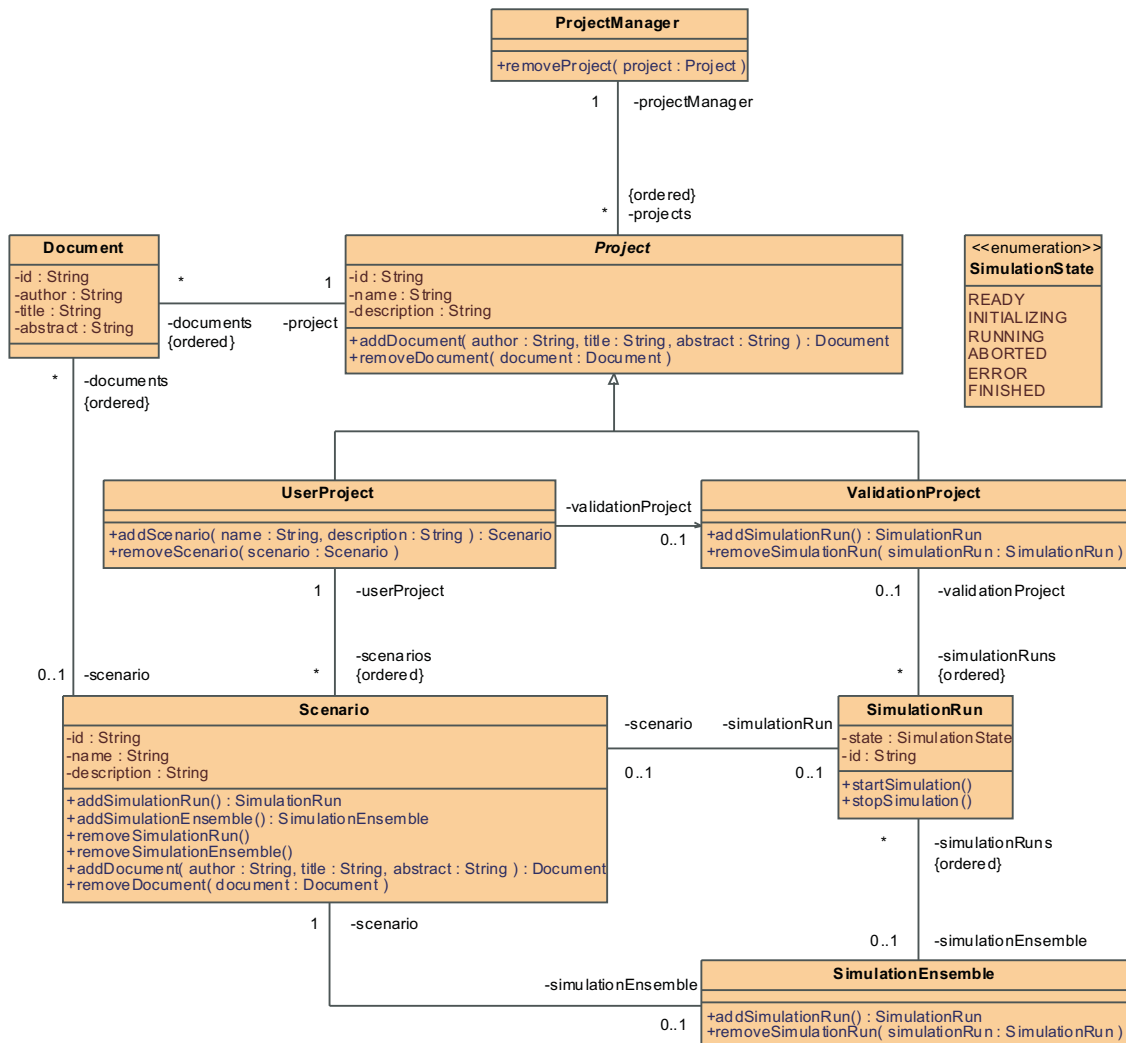 ProjectManager
+removeProject( project : Project )
1
-projectManager
{ordered}
*
-projects
Document
-id : String
-author : String
-title : String
-abstract : String
*
1
-documents
{ordered}
-project
Project
-id : String
-name : String
-description : String
+addDocument( author : String, title : String, abstract : String ) : Document
+removeDocument( document : Document )
<<enumeration>>
SimulationState
READY
INITIALIZING
RUNNING
ABORTED
ERROR
FINISHED
*
-documents
{ordered}
UserProject
+addScenario( name : String, description : String ) : Scenario
+removeScenario( scenario : Scenario )
-validationProject
0..1
ValidationProject
+addSimulationRun() : SimulationRun
+removeSimulationRun( simulationRun : SimulationRun )
1
-userProject
0..1
-validationProject
0..1
-scenario
*
-scenarios
{ordered}
*
-simulationRuns
{ordered}
Scenario
-id : String
-name : String
-description : String
+addSimulationRun() : SimulationRun
+addSimulationEnsemble() : SimulationEnsemble
+removeSimulationRun()
+removeSimulationEnsemble()
+addDocument( author : String, title : String, abstract : String ) : Document
+removeDocument( document : Document )
-scenario
-simulationRun
0..1
0..1
SimulationRun
-state : SimulationState
-id : String
+startSimulation()
+stopSimulation()
*
-simulationRuns
{ordered}
1
-scenario
0..1
-simulationEnsemble
-simulationEnsemble
0..1
SimulationEnsemble
+addSimulationRun() : SimulationRun
+removeSimulationRun( simulationRun : SimulationRun )